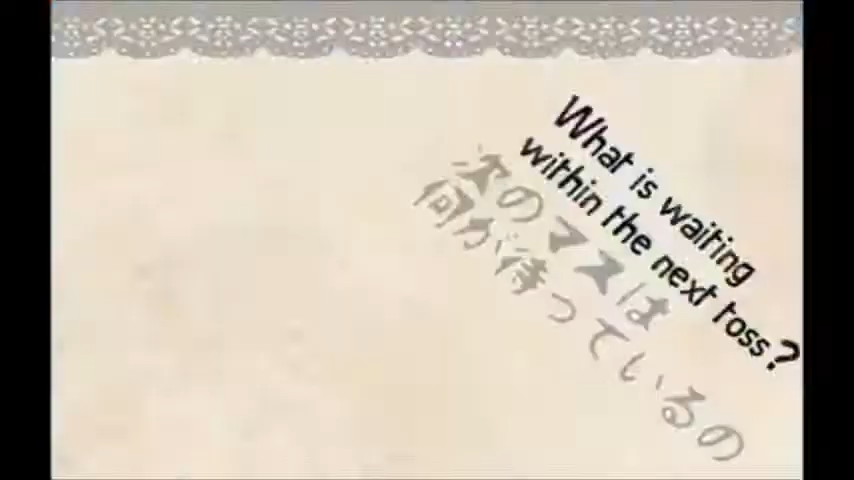 What is waiting
within the next toss?
次のマスは
何が待っているの